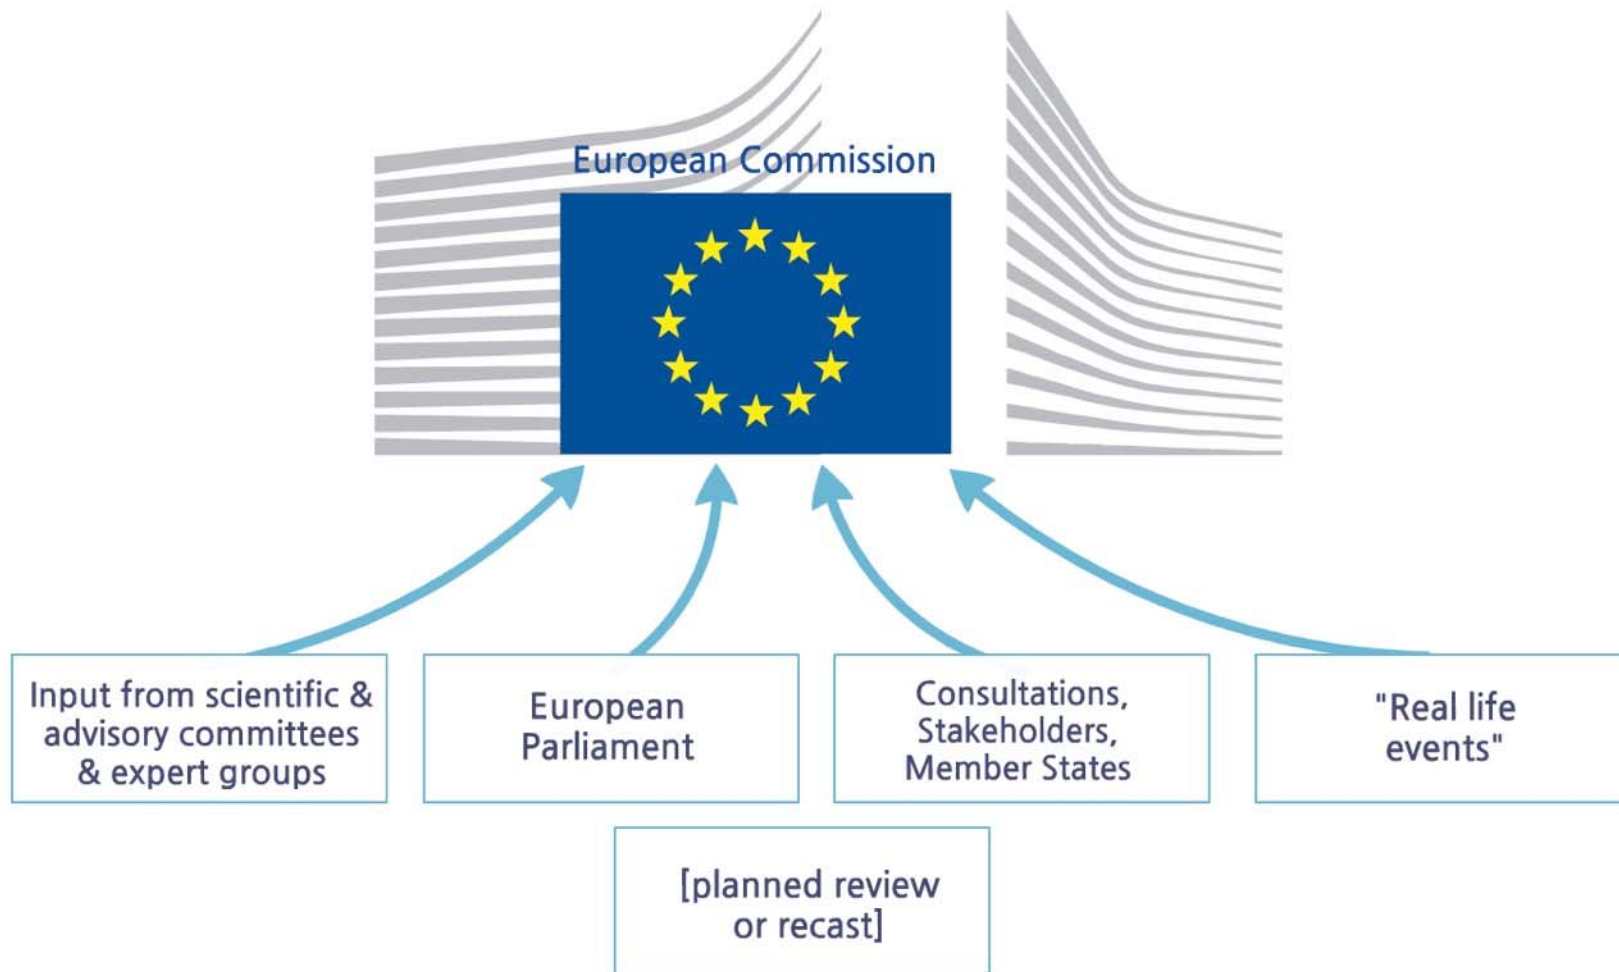 European Commission
Input from scientific &
advisory committees
& expert groups
European
Parliament
Consultations,
Stakeholders,
Member States
"Real life
events"
[planned review
or recast]